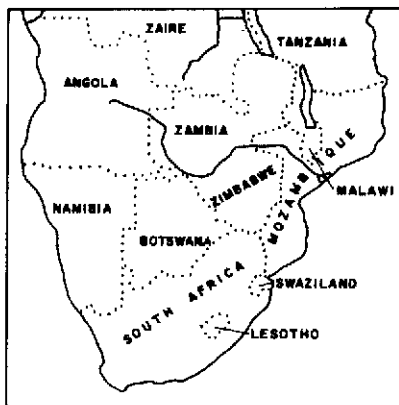 ZAIRE
TANZANIA
ANGOLA
ZAMBIA
MALAWI
MOZAMBIQUE
ZIMBABWE
NAMIBIA
BOTSWANA
SWAZILAND
SOUTH AFRICA
LESOTHO